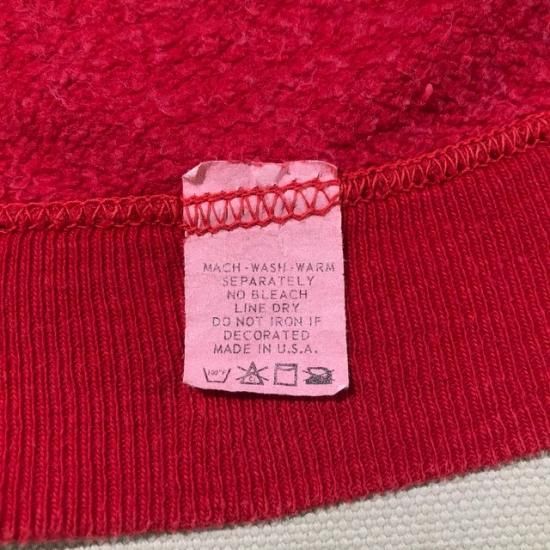 MACH-WASH-WARM
SEPARATELY
NO BLEACH
LINE DRY
DO NOT IRON IF
DECORATED
MADE IN U.S.A.